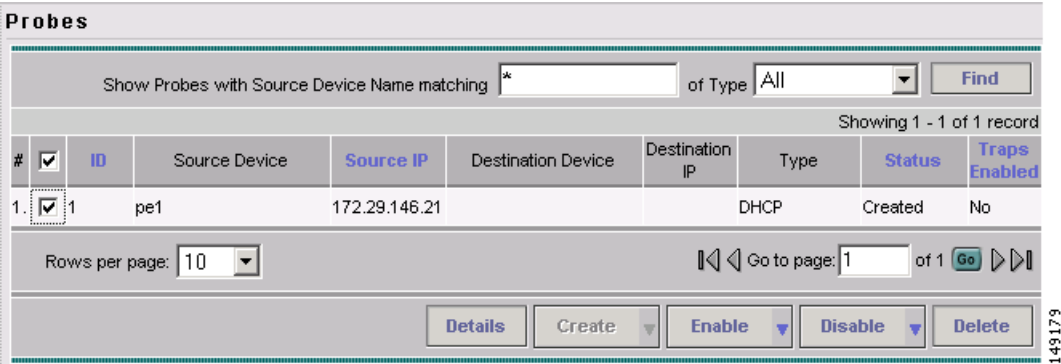 Probes
Show Probes with Source Device Name matching * of Type All Find
Showing 1 - 1 of 1 record
# ID Source Device Source IP Destination Device Destination IP Type Status Traps Enabled
1. 1 pe1 172.29.146.21 DHCP Created No
Rows per page: 10 Go to page: 1 of 1 Go
Details Create Enable Disable Delete
149179